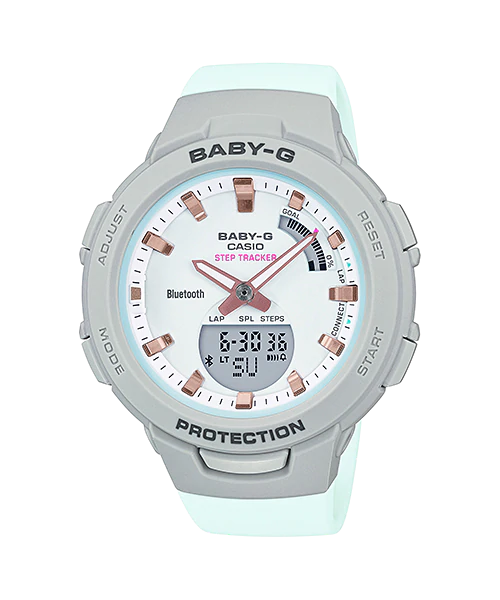 BABY-G
ADJUST
RESET
GOAL
BABY-G
CASIO
STEP TRACKER
%0
LAP
Bluetooth
CONNECT
LAP SPL STEPS
6-30 36
LT SU
MODE
START
PROTECTION